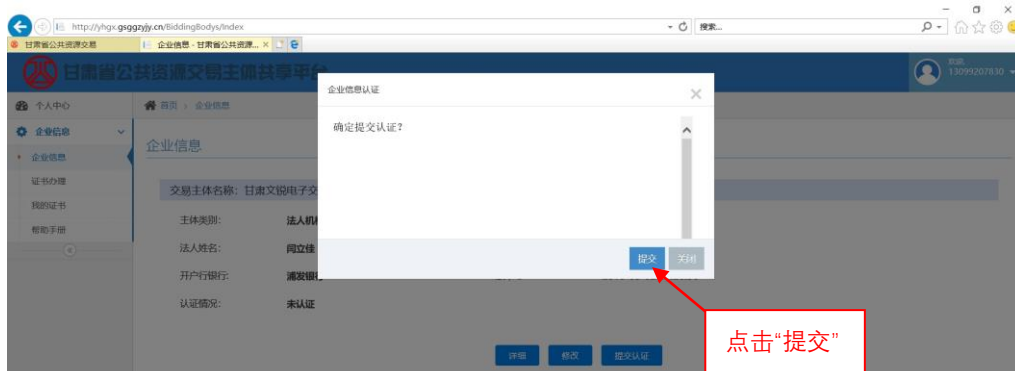 http://yhgx.gsggzyjy.cn/BiddingBodys/Index
搜索...
甘肃省公共资源交易
企业信息 - 甘肃省公共资源...
甘肃省公共资源交易主体共享平台
欢迎,
13099207830
个人中心
首页 > 企业信息
企业信息
企业信息
证书办理
我的证书
帮助手册
企业信息
交易主体名称: 甘肃文锐电子交
主体类别: 法人机构
法人姓名: 闫立佳
开户行银行: 浦发银行
认证情况: 未认证
详细 修改 提交认证
企业信息认证
确定提交认证?
提交 关闭
点击“提交”